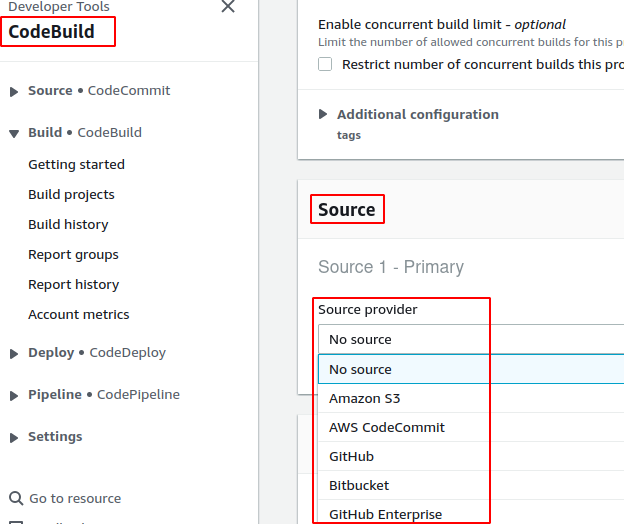 Developer Tools
CodeBuild
Source • CodeCommit
Build • CodeBuild
Getting started
Build projects
Build history
Report groups
Report history
Account metrics
Deploy • CodeDeploy
Pipeline • CodePipeline
Settings
Go to resource
Enable concurrent build limit - optional
Limit the number of allowed concurrent builds for this
Restrict number of concurrent builds this
Additional configuration
tags
Source
Source 1 - Primary
Source provider
No source
No source
Amazon S3
AWS CodeCommit
GitHub
Bitbucket
GitHub Enterprise